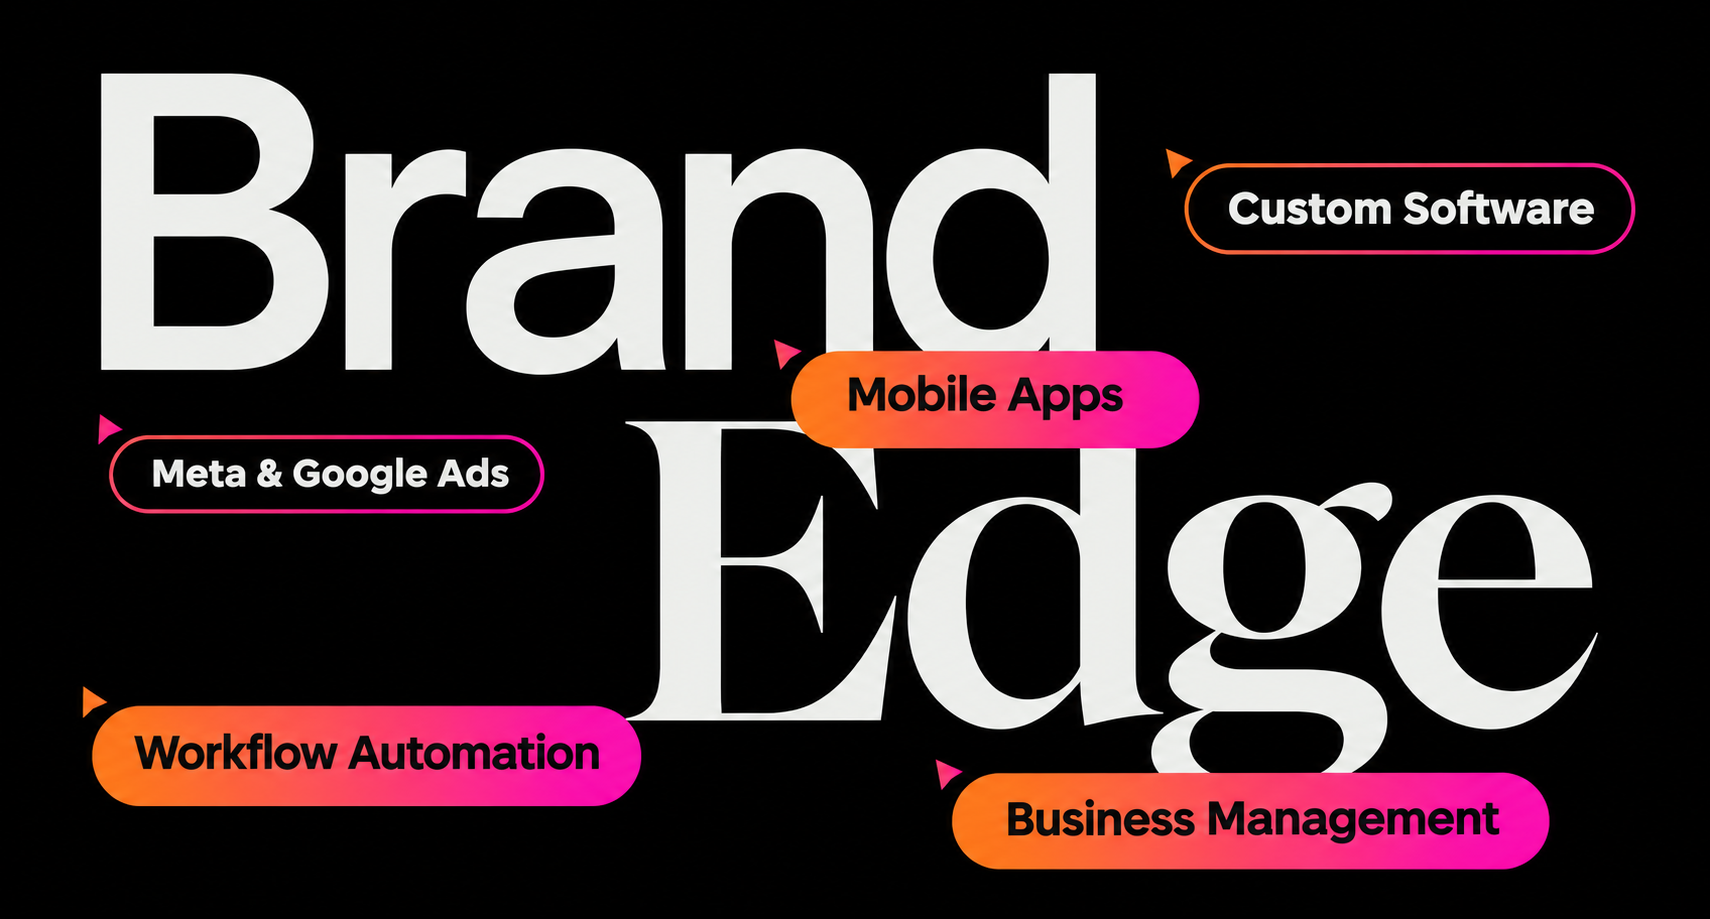 Brand
Custom Software
Mobile Apps
Meta & Google Ads
Edge
Workflow Automation
Business Management